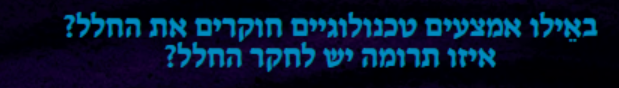 באֵילו אמצעים טכנולוגיים חוקרים את החלל?
איזו תרומה יש לחקר החלל?